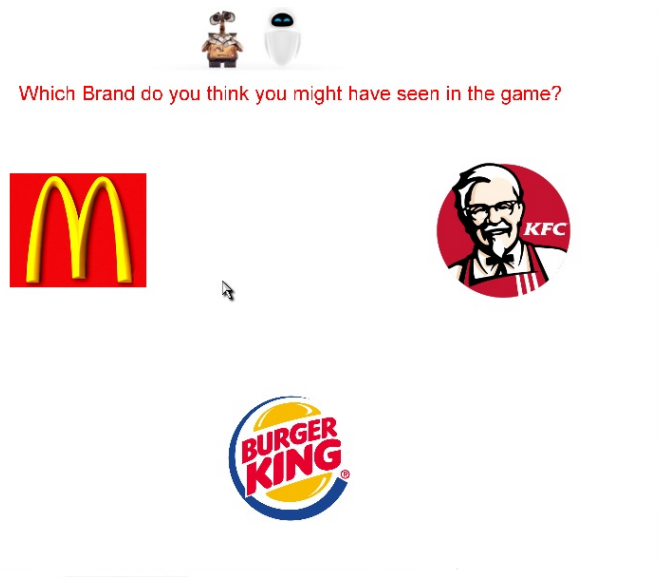 Which Brand do you think you might have seen in the game?
KFC
BURGER
KING®